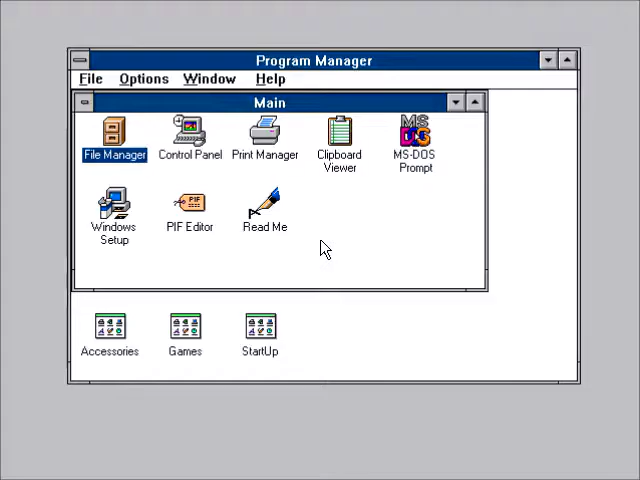 Program Manager
File Options Window Help
Main
File Manager
Control Panel
Print Manager
Clipboard
Viewer
MS
DOS
MS-DOS
Prompt
Windows
Setup
PIF
PIF Editor
Read Me
Accessories
Games
StartUp